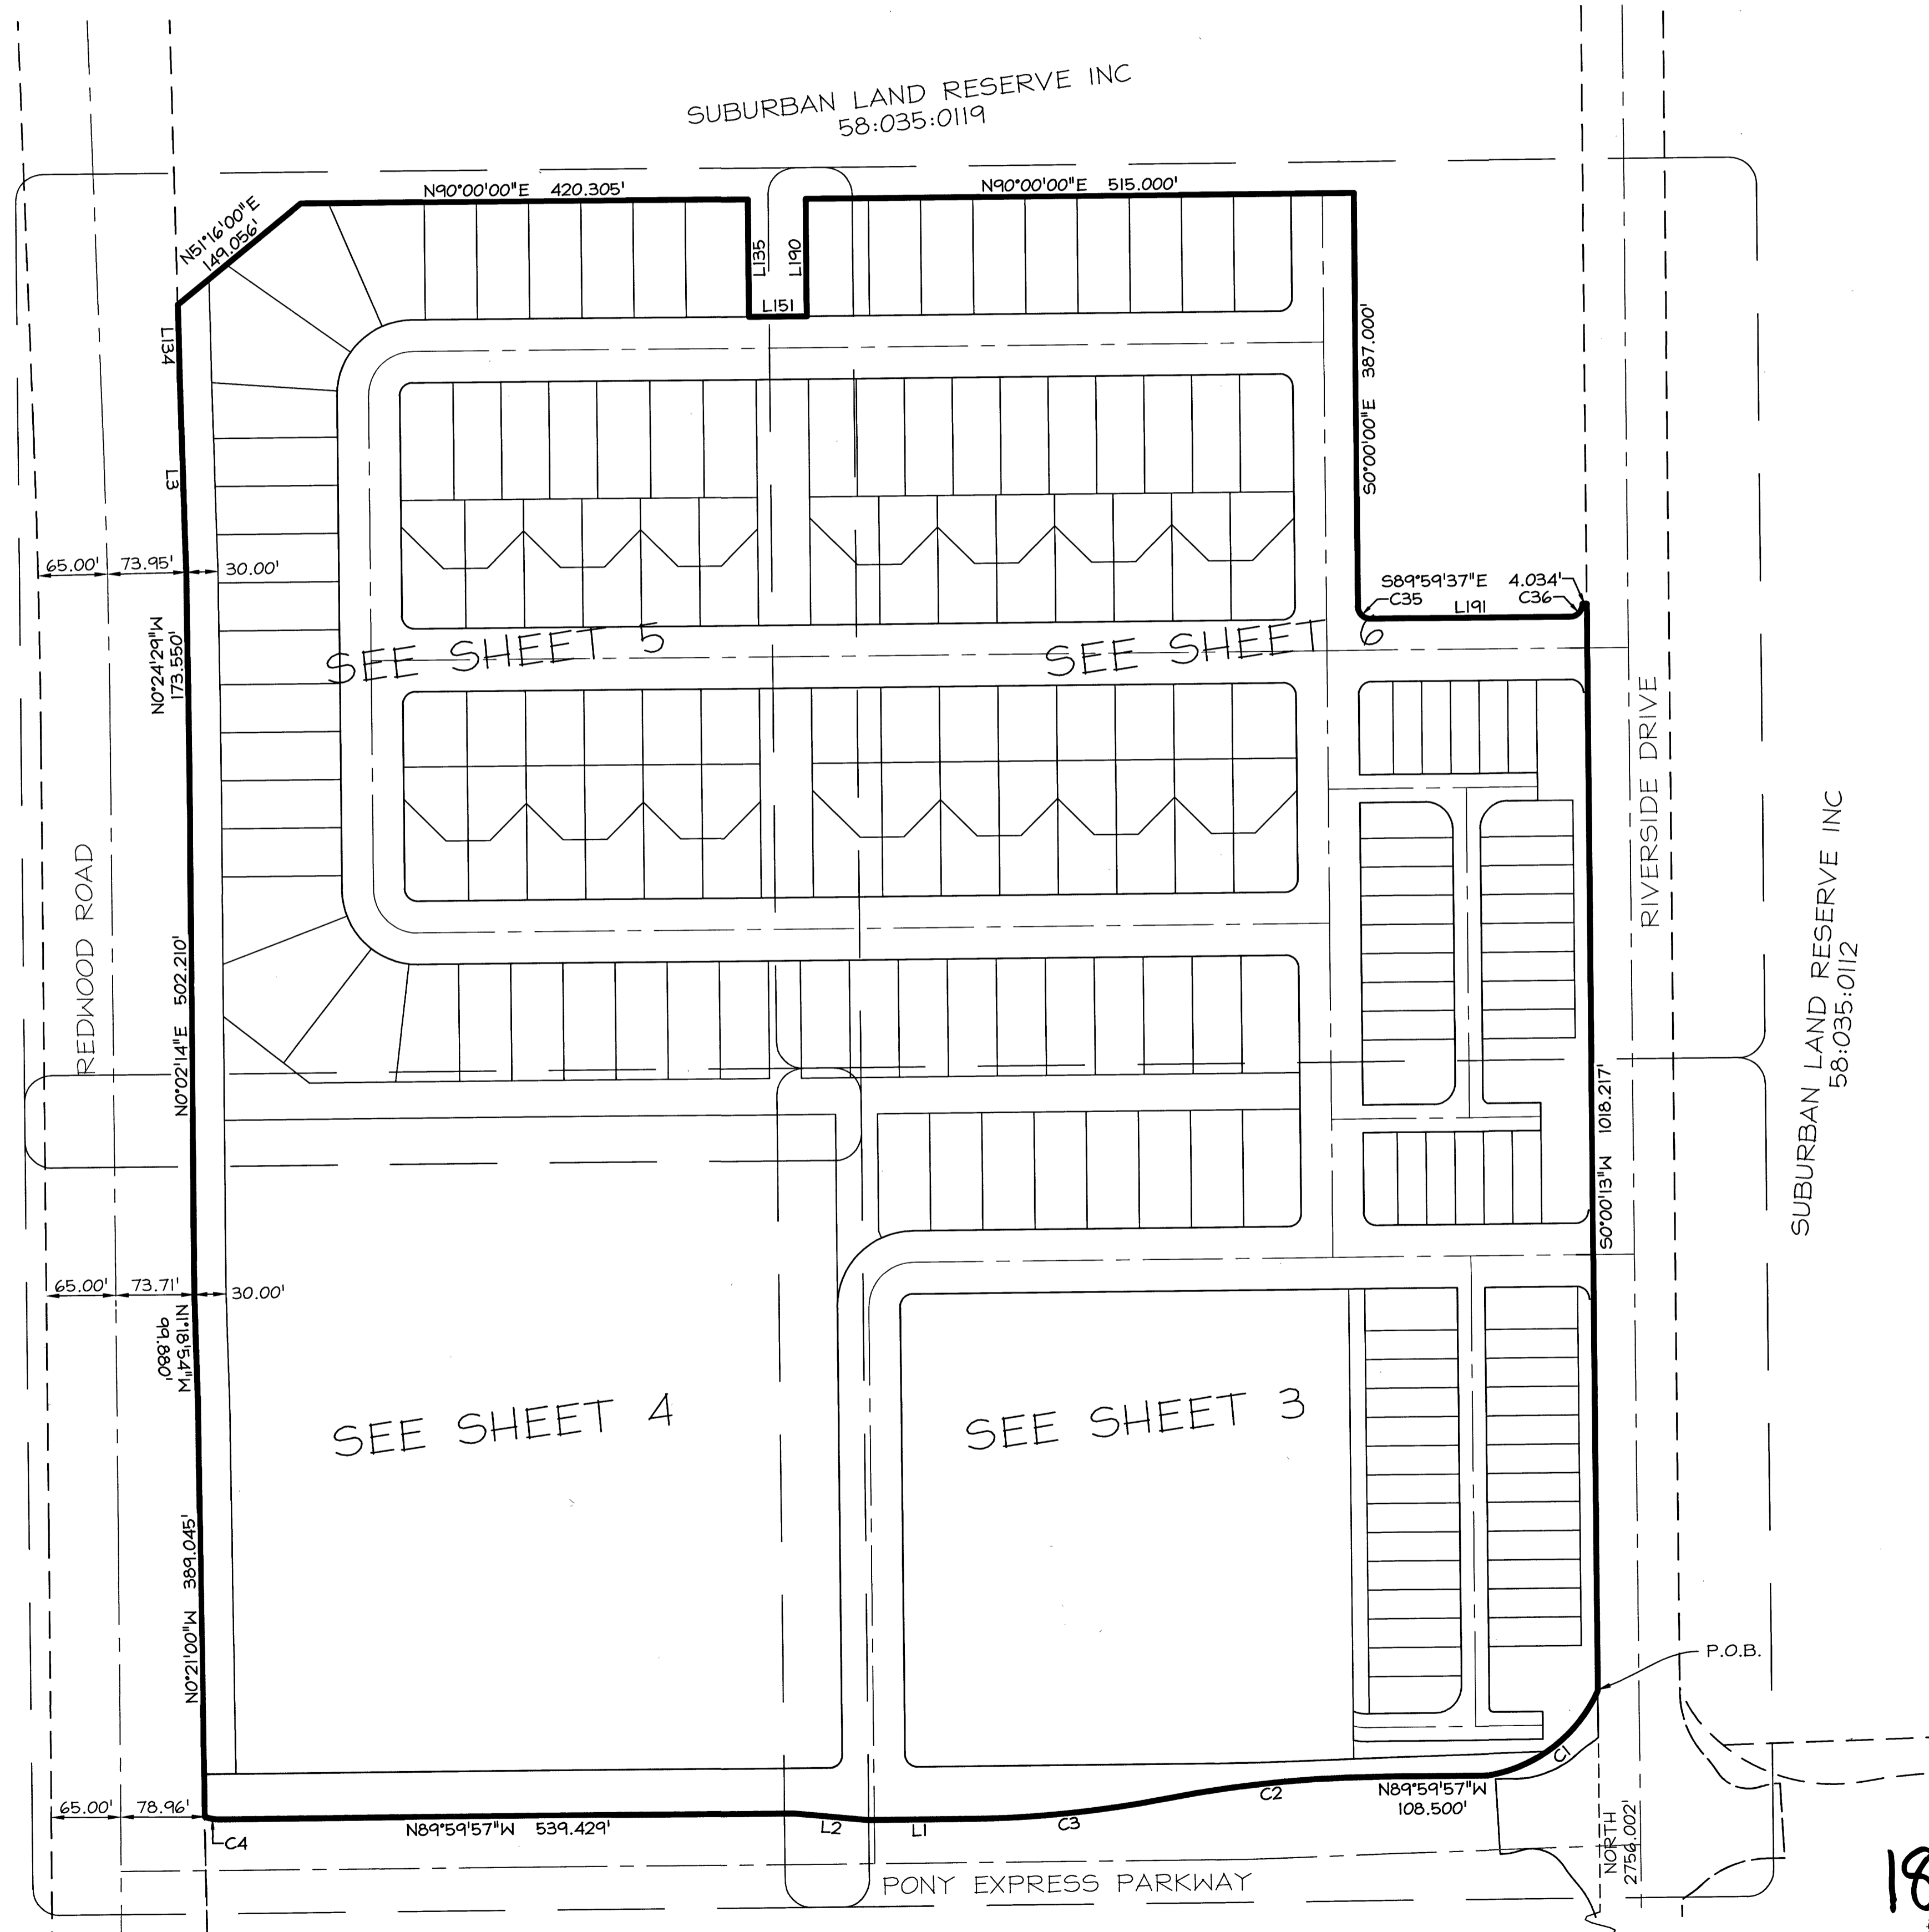 SUBURBAN LAND RESERVE INC
58:035:0119
N90°00'00"E 420.305'
N90°00'00"E 515.000'
N51°16'00"E
149.056'
L135
L190
L151
L134
S0°00'00"E 387.000'
L3
65.00'
73.95'
30.00'
S89°59'37"E 4.034'
C35
L191
C36
N0°24'29"W
173.550'
SEE SHEET 5
SEE SHEET 6
RIVERSIDE DRIVE
REDWOOD ROAD
SUBURBAN LAND RESERVE INC
58:035:0112
N0°02'14"E 502.210'
S0°00'13"W 1018.217'
65.00'
73.71'
30.00'
N1°18'54"W
99.880'
SEE SHEET 4
SEE SHEET 3
N0°21'00"W 389.045'
P.O.B.
C1
65.00'
78.96'
C4
N89°59'57"W 539.429'
L2
L1
C3
C2
N89°59'57"W
108.500'
NORTH
2756.002'
PONY EXPRESS PARKWAY
18